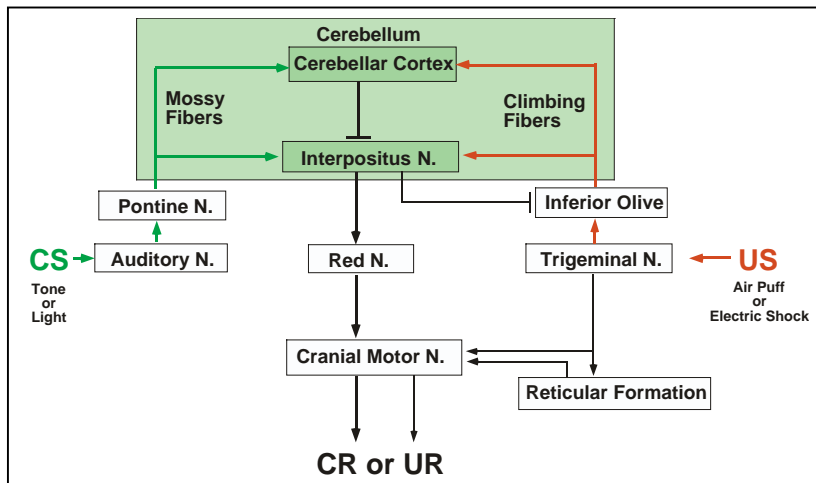 Cerebellum
Cerebellar Cortex
Mossy
Fibers
Climbing
Fibers
Interpositus N.
Pontine N.
Inferior Olive
CS
Auditory N.
Red N.
Trigeminal N.
US
Tone
or
Light
Air Puff
or
Electric Shock
Cranial Motor N.
Reticular Formation
CR or UR